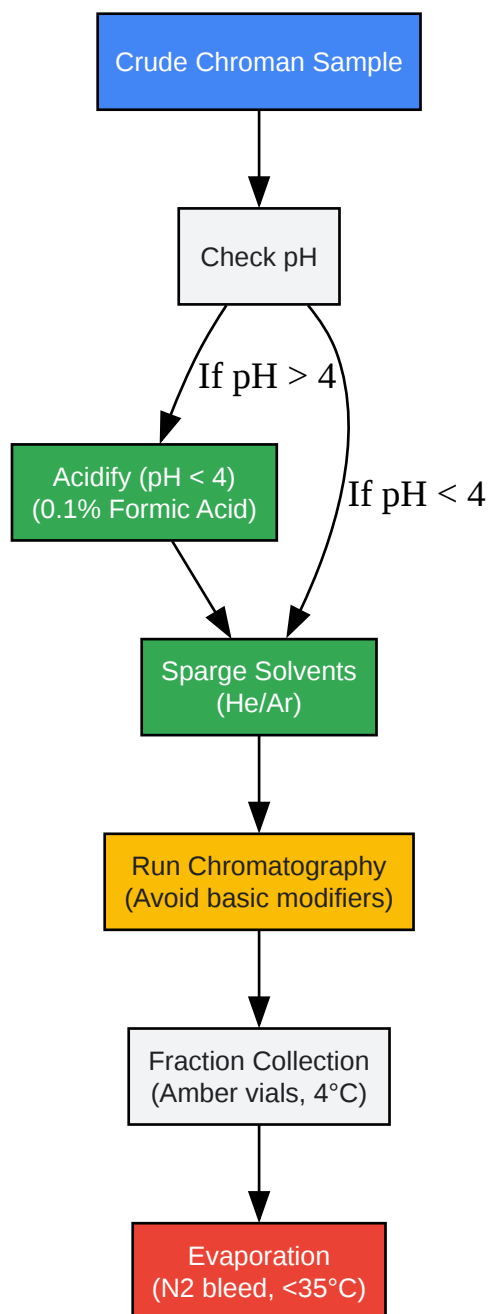 Crude Chroman Sample
Check pH
If pH > 4
Acidify (pH < 4)
(0.1% Formic Acid)
If pH < 4
Sparge Solvents
(He/Ar)
Run Chromatography
(Avoid basic modifiers)
Fraction Collection
(Amber vials, 4°C)
Evaporation
(N2 bleed, <35°C)